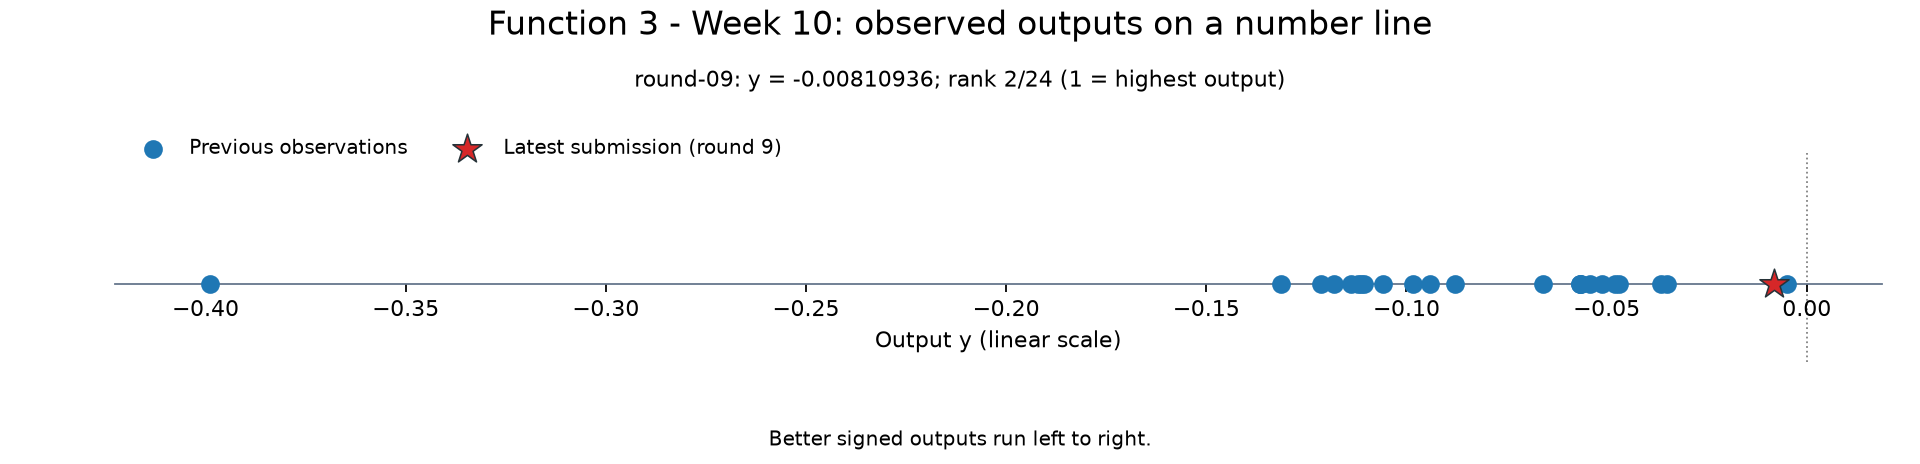 Function 3 - Week 10: observed outputs on a number line
round-09: y = -0.00810936; rank 2/24 (1 = highest output)
Previous observations
Latest submission (round 9)
−0.40 −0.35 −0.30 −0.25 −0.20 −0.15 −0.10 −0.05 0.00
Output y (linear scale)
Better signed outputs run left to right.